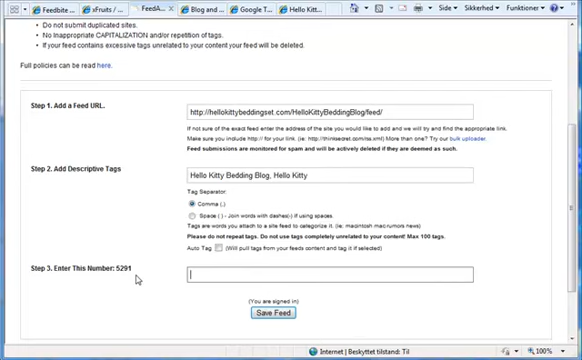 Feedbite xFruits / FeedA... Blog and ... Google T... Hello Kitt...
Side Sikkerhed Funktioner
Do not submit duplicated sites.
No Inappropriate CAPITALIZATION and/or repetition of tags.
If your feed contains excessive tags unrelated to your content your feed will be deleted.
Full policies can be read here.
Step 1. Add a Feed URL.
http://hellokittybeddingset.com/HelloKittyBeddingBlog/feed/
If not sure of the exact feed enter the address of the site you would like to add and we will try and find the appropriate link.
Make sure you include http:// for your link. (ie: http://thinksecret.com/rss.xml) More than one? Try our bulk uploader.
Feed submissions are monitored for spam and will be actively deleted if they are deemed as such.
Step 2. Add Descriptive Tags
Hello Kitty Bedding Blog, Hello Kitty
Tag Separator:
Comma (,)
Space ( ) - Join words with dashes(-) if using spaces.
Tags are words you attach to a site feed to categorize it. (ie: macintosh mac rumors news)
Please do not repeat tags. Do not use tags completely unrelated to your content! Max 100 tags.
Auto Tag (Will pull tags from your feeds content and tag it if selected)
Step 3. Enter This Number: 5291
(You are signed in)
Save Feed
Internet | Beskyttet tilstand: Til
100%